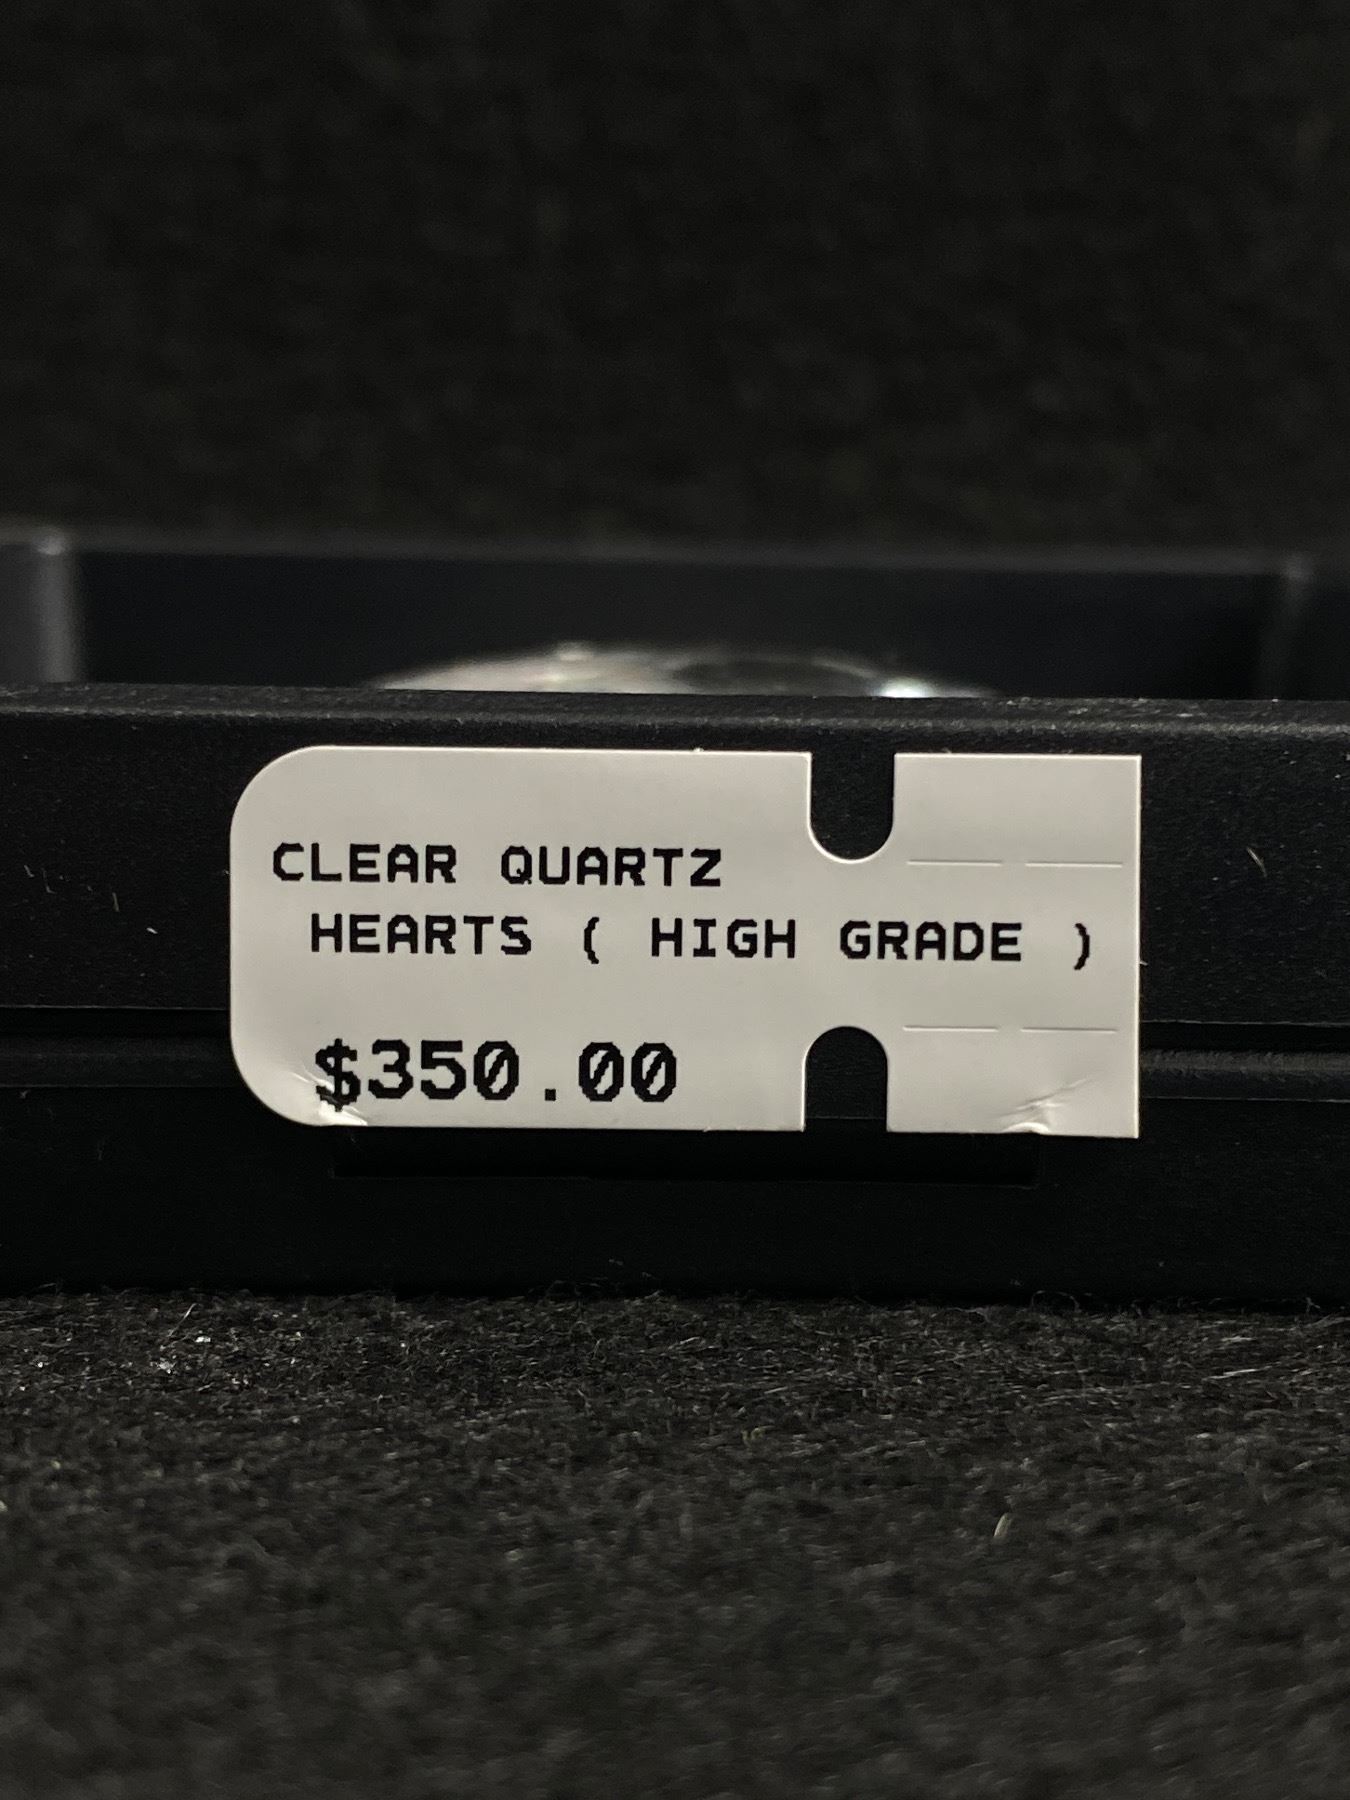 CLEAR QUARTZ
HEARTS ( HIGH GRADE )
$350.00